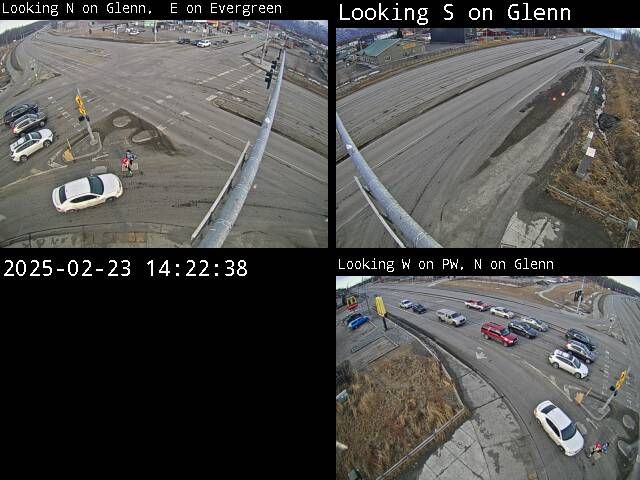 Looking N on Glenn,  E on Evergreen
Looking S on Glenn
2025-02-23 14:22:38
Looking W on PW, N on Glenn